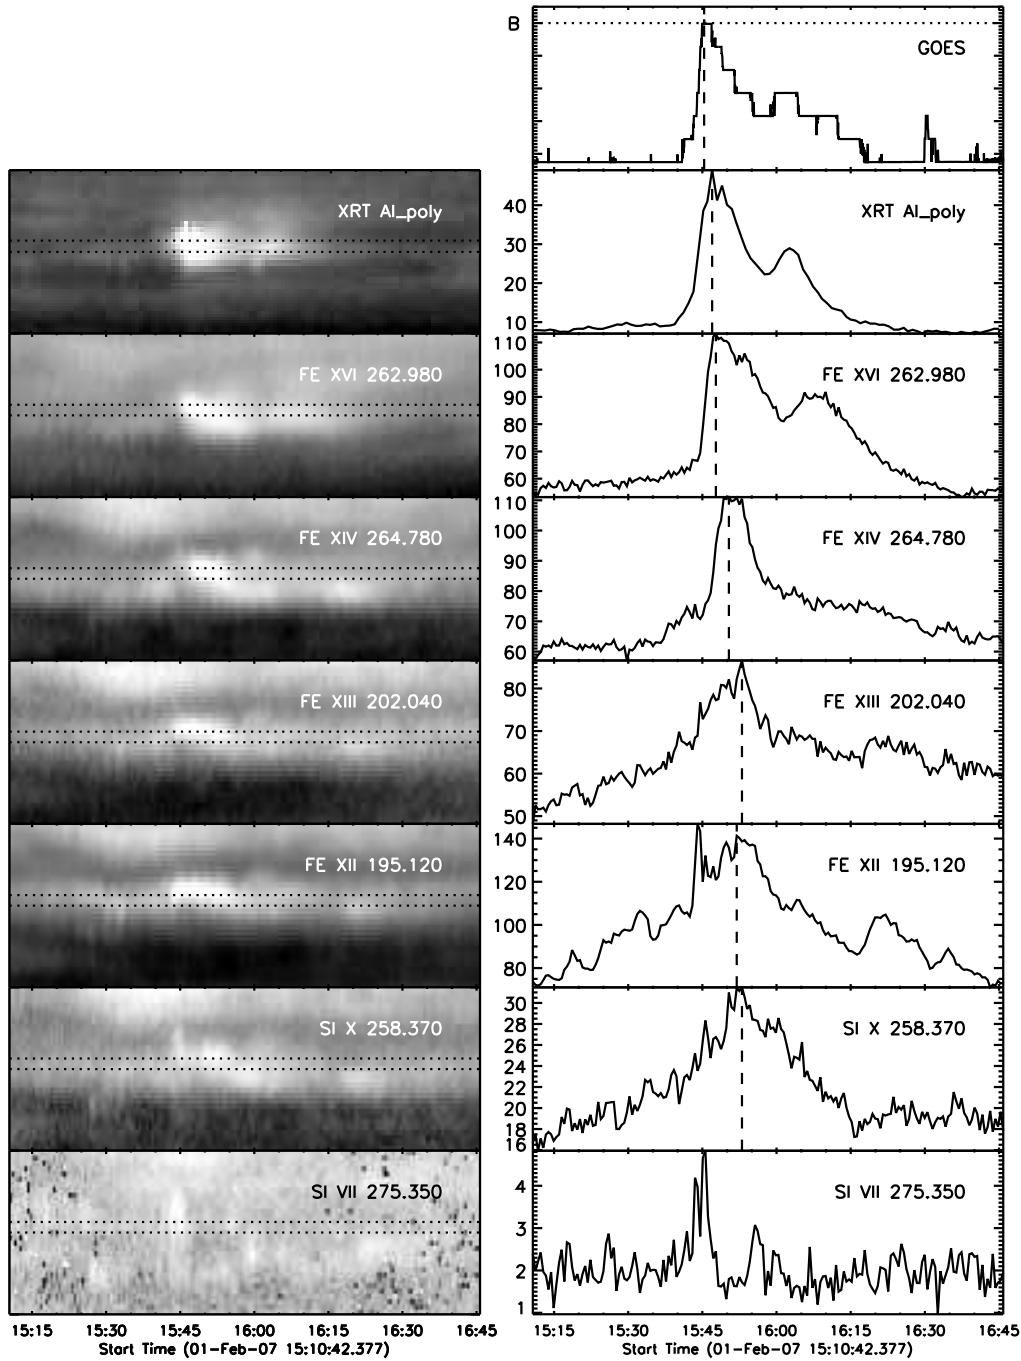 B
GOES
XRT Al_poly
XRT Al_poly
40
30
20
10
FE XVI 262.980
FE XVI 262.980
110
100
90
80
70
60
FE XIV 264.780
FE XIV 264.780
110
100
90
80
70
60
FE XIII 202.040
FE XIII 202.040
80
70
60
50
FE XII 195.120
FE XII 195.120
140
120
100
80
SI X 258.370
SI X 258.370
30
28
26
24
22
20
18
16
SI VII 275.350
SI VII 275.350
4
3
2
1
15:15 15:30 15:45 16:00 16:15 16:30 16:45
Start Time (01-Feb-07 15:10:42.377)
15:15 15:30 15:45 16:00 16:15 16:30 16:45
Start Time (01-Feb-07 15:10:42.377)